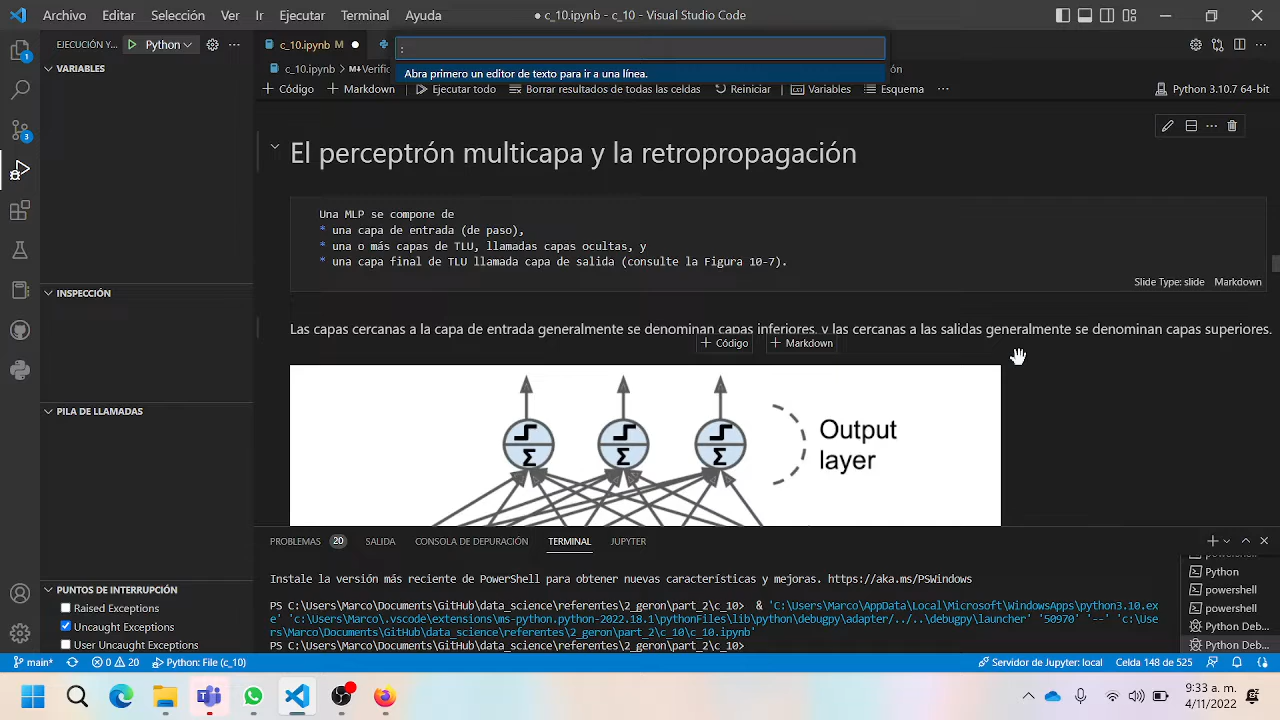 Archivo Editar Selección Ver Ir Ejecutar Terminal Ayuda
● c_10.ipynb - c_10 - Visual Studio Code
EJECUCIÓN Y... Python
c_10.ipynb M ●
:
Abra primero un editor de texto para ir a una línea.
VARIABLES
c_10.ipynb > M↓Verific
ón
+ Código + Markdown Ejecutar todo Borrar resultados de todas las celdas Reiniciar Variables Esquema ...
Python 3.10.7 64-bit
El perceptrón multicapa y la retropropagación
Una MLP se compone de
* una capa de entrada (de paso),
* una o más capas de TLU, llamadas capas ocultas, y
* una capa final de TLU llamada capa de salida (consulte la Figura 10-7).
Slide Type: slide Markdown
INSPECCIÓN
Las capas cercanas a la capa de entrada generalmente se denominan capas inferiores, y las cercanas a las salidas generalmente se denominan capas superiores.
+ Código + Markdown
PILA DE LLAMADAS
Output
layer
Σ Σ Σ
PROBLEMAS 20 SALIDA CONSOLA DE DEPURACIÓN TERMINAL JUPYTER
Instale la versión más reciente de PowerShell para obtener nuevas características y mejoras. https://aka.ms/PSWindows
PS C:\Users\Marco\Documents\GitHub\data_science\referentes\2_geron\part_2\c_10> & 'C:\Users\Marco\AppData\Local\Microsoft\WindowsApps\python3.10.ex
e' 'c:\Users\Marco\.vscode\extensions\ms-python.python-2022.18.1\pythonFiles\lib\python\debugpy\adapter/../..\debugpy\launcher' '50970' '--' 'c:\Use
rs\Marco\Documents\GitHub\data_science\referentes\2_geron\part_2\c_10\c_10.ipynb'
PS C:\Users\Marco\Documents\GitHub\data_science\referentes\2_geron\part_2\c_10>
powershell
Python
powershell
powershell
Python Deb...
Python Deb...
PUNTOS DE INTERRUPCIÓN
Raised Exceptions
Uncaught Exceptions
User Uncaught Exceptions
1
3
main* 0 20 Python: File (c_10)
Servidor de Jupyter: local Celda 148 de 525
9:33 a. m.
4/11/2022